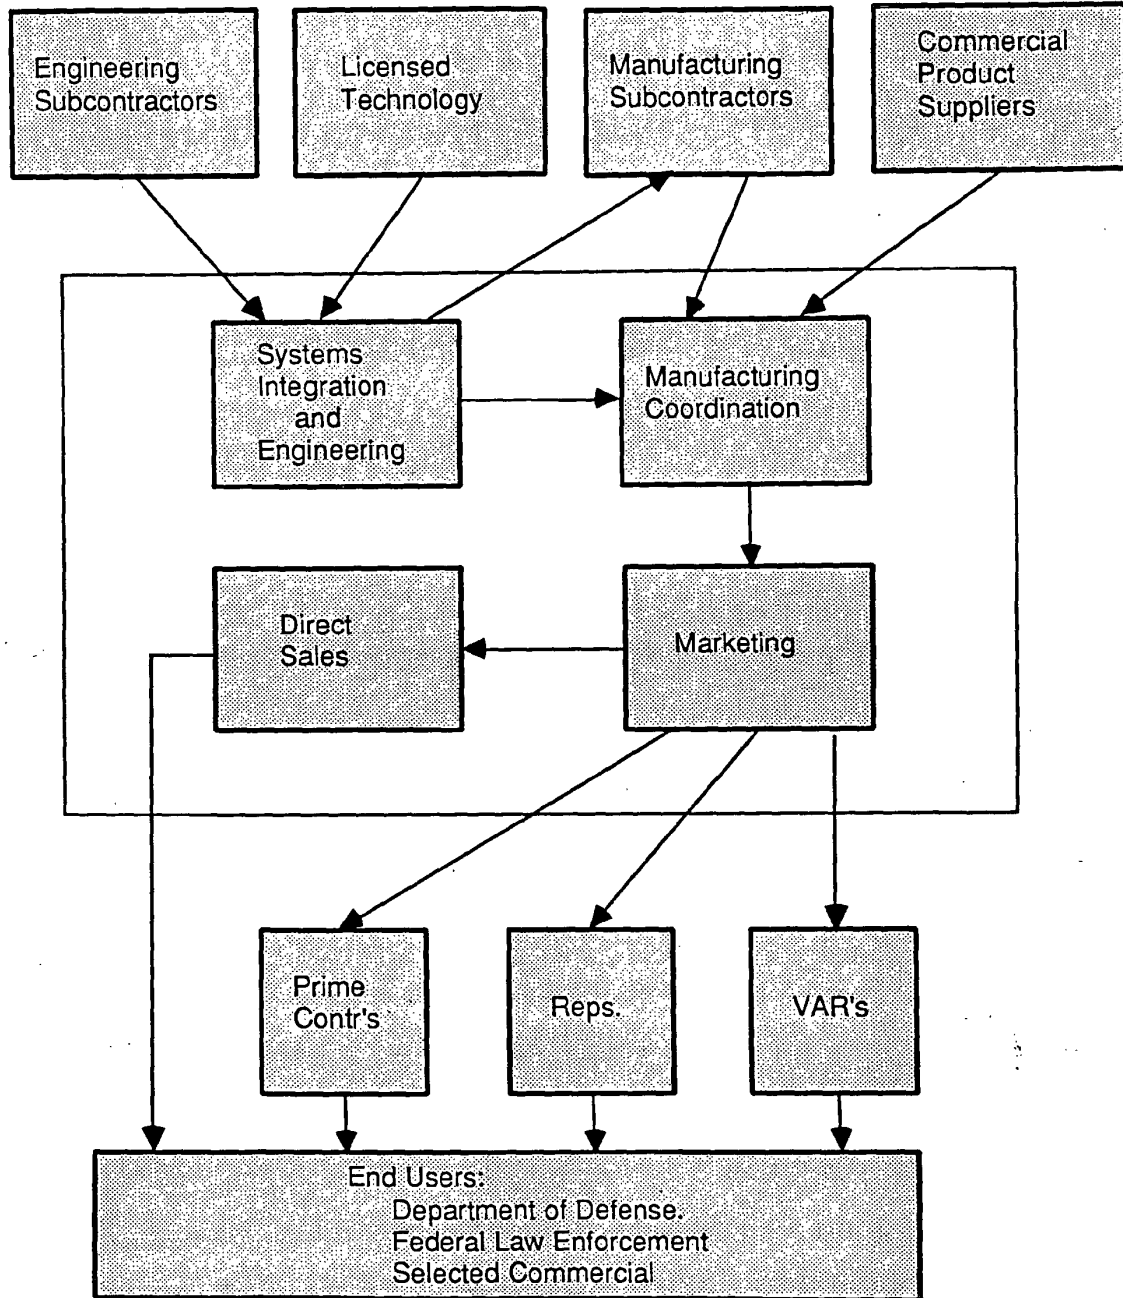 Engineering
Subcontractors
Licensed
Technology
Manufacturing
Subcontractors
Commercial
Product
Suppliers
Systems
Integration
and
Engineering
Manufacturing
Coordination
Direct
Sales
Marketing
Prime
Contr's
Reps.
VAR's
End Users:
Department of Defense.
Federal Law Enforcement
Selected Commercial